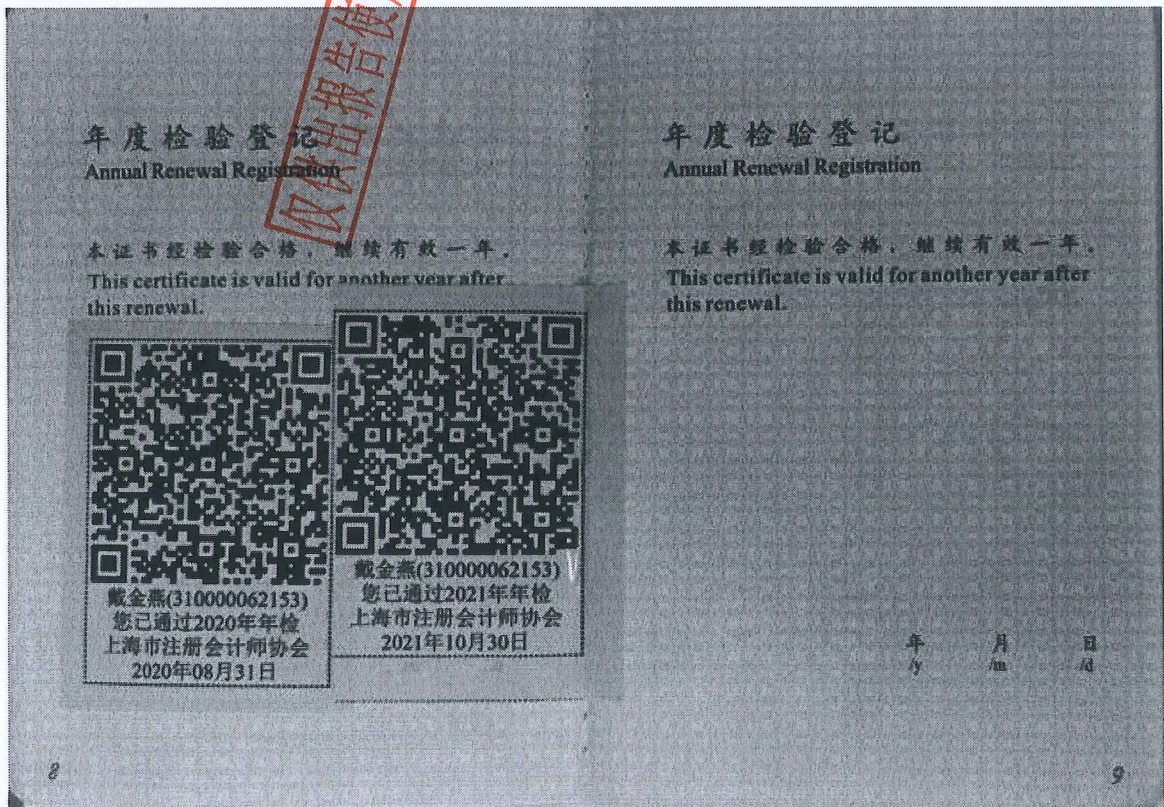 仅供出报告使
年度检验登记
Annual Renewal Registration
本证书经检验合格，继续有效一年。
This certificate is valid for another year after
this renewal.
戴金燕(310000062153)
您已通过2020年年检
上海市注册会计师协会
2020年08月31日
戴金燕(310000062153)
您已通过2021年年检
上海市注册会计师协会
2021年10月30日
8
年度检验登记
Annual Renewal Registration
本证书经检验合格，继续有效一年。
This certificate is valid for another year after
this renewal.
年 月 日
/y /m /d
9